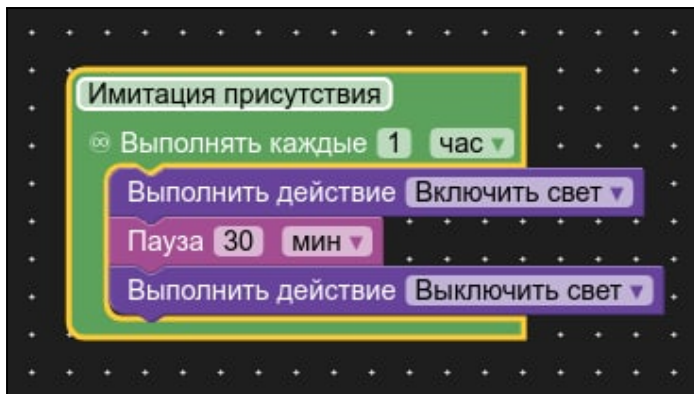 Имитация присутствия
Выполнять каждые 1 час
Выполнить действие Включить свет
Пауза 30 мин
Выполнить действие Выключить свет